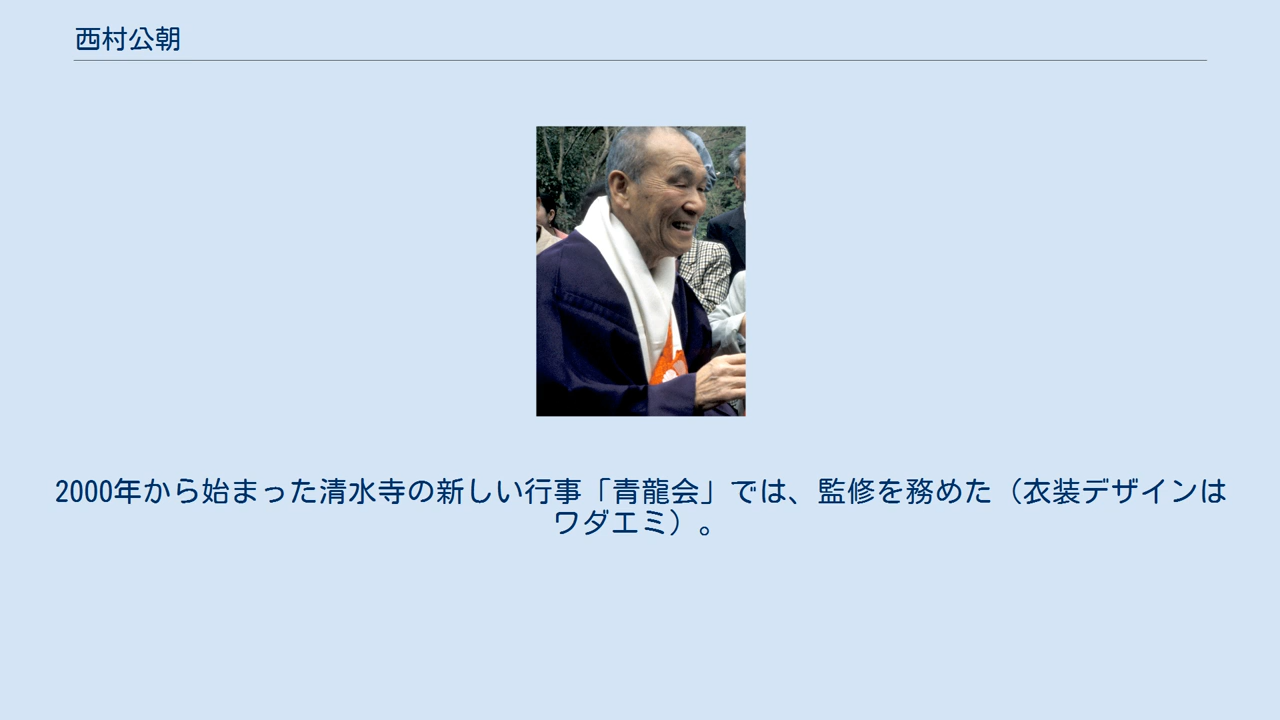 西村公朝
2000年から始まった清水寺の新しい行事「青龍会」では、監修を務めた（衣装デザインは
ワダエミ）。